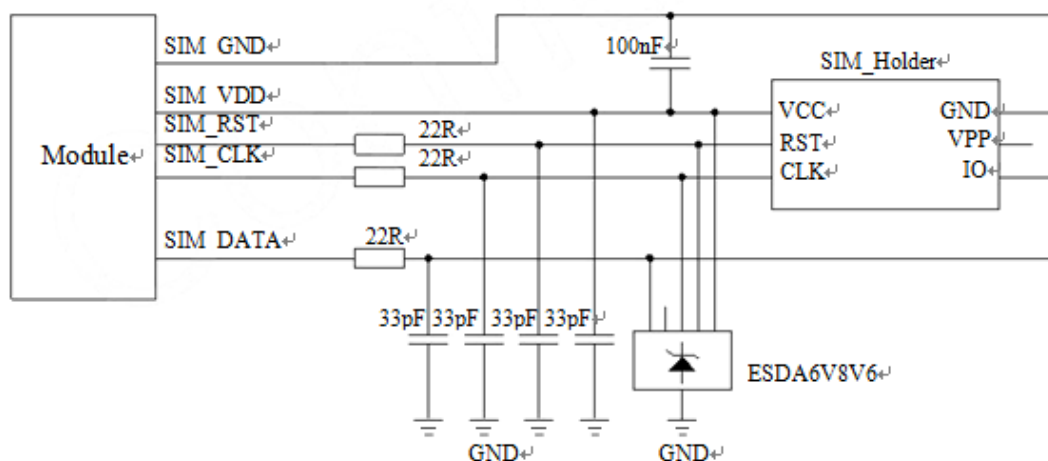 SIM_GND↵
100nF↵
SIM_Holder↵
SIM_VDD↵
VCC↵
GND↵
SIM_RST↵
22R↵
RST↵
VPP↵
Module↵
SIM_CLK↵
22R↵
CLK↵
IO↵
SIM_DATA↵
22R↵
33pF↵
33pF↵
33pF↵
33pF↵
ESDA6V8V6↵
GND↵
GND↵